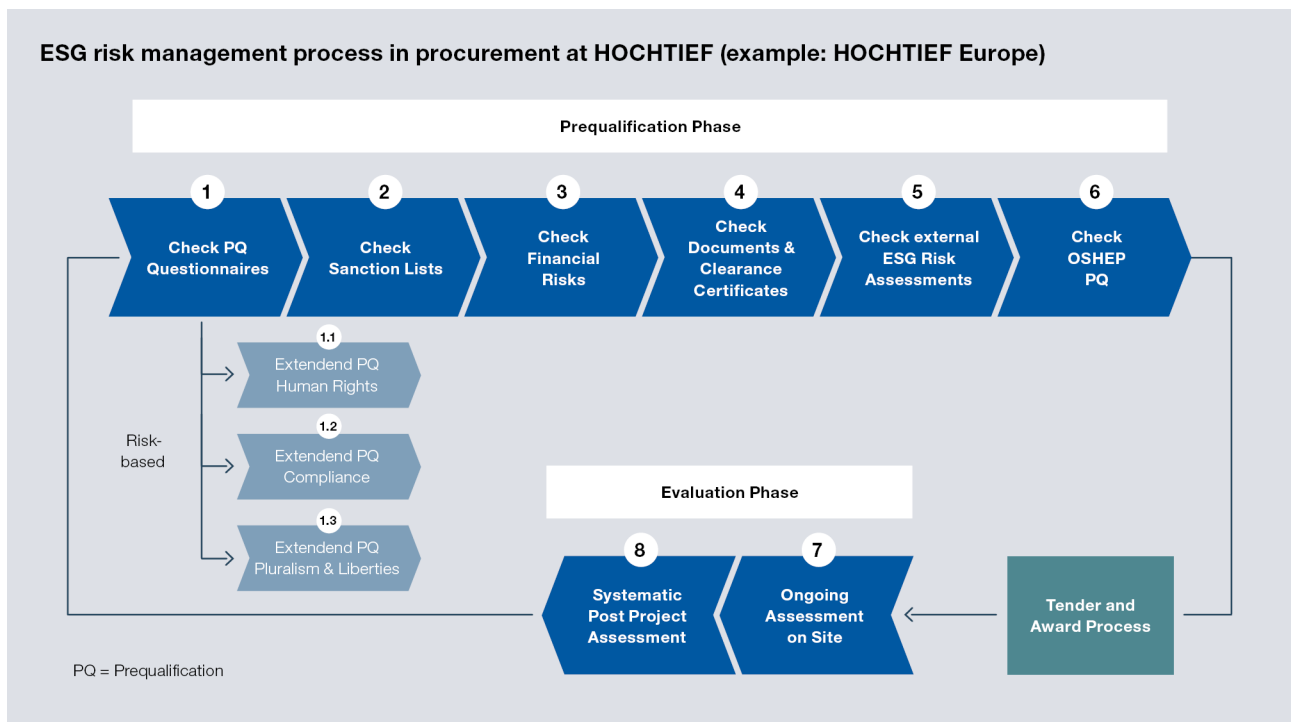 ESG risk management process in procurement at HOCHTIEF (example: HOCHTIEF Europe)
Prequalification Phase
1
Check PQ
Questionnaires
2
Check
Sanction Lists
3
Check
Financial
Risks
4
Check
Documents &
Clearance
Certificates
5
Check external
ESG Risk
Assessments
6
Check
OSHEP
PQ
Risk-
based
1.1
Extendend PQ
Human Rights
1.2
Extendend PQ
Compliance
1.3
Extendend PQ
Pluralism & Liberties
Evaluation Phase
8
Systematic
Post Project
Assessment
7
Ongoing
Assessment
on Site
Tender and
Award Process
PQ = Prequalification